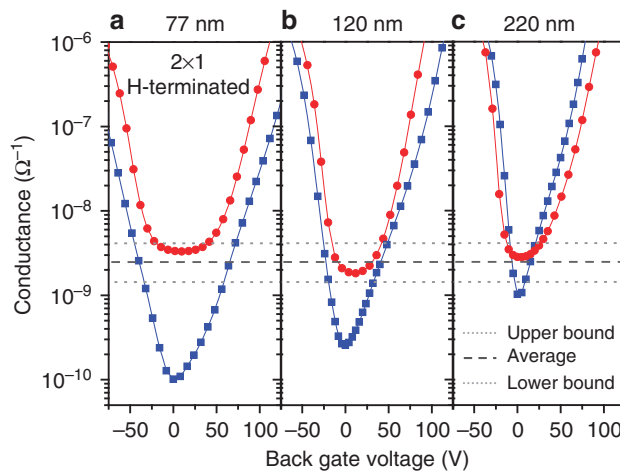 a 77 nm b 120 nm c 220 nm
2×1
H-terminated
Conductance (Ω⁻¹)
10⁻⁶
10⁻⁷
10⁻⁸
10⁻⁹
10⁻¹⁰
Upper bound
Average
Lower bound
−50 0 50 100 −50 0 50 100 −50 0 50 100
Back gate voltage (V)